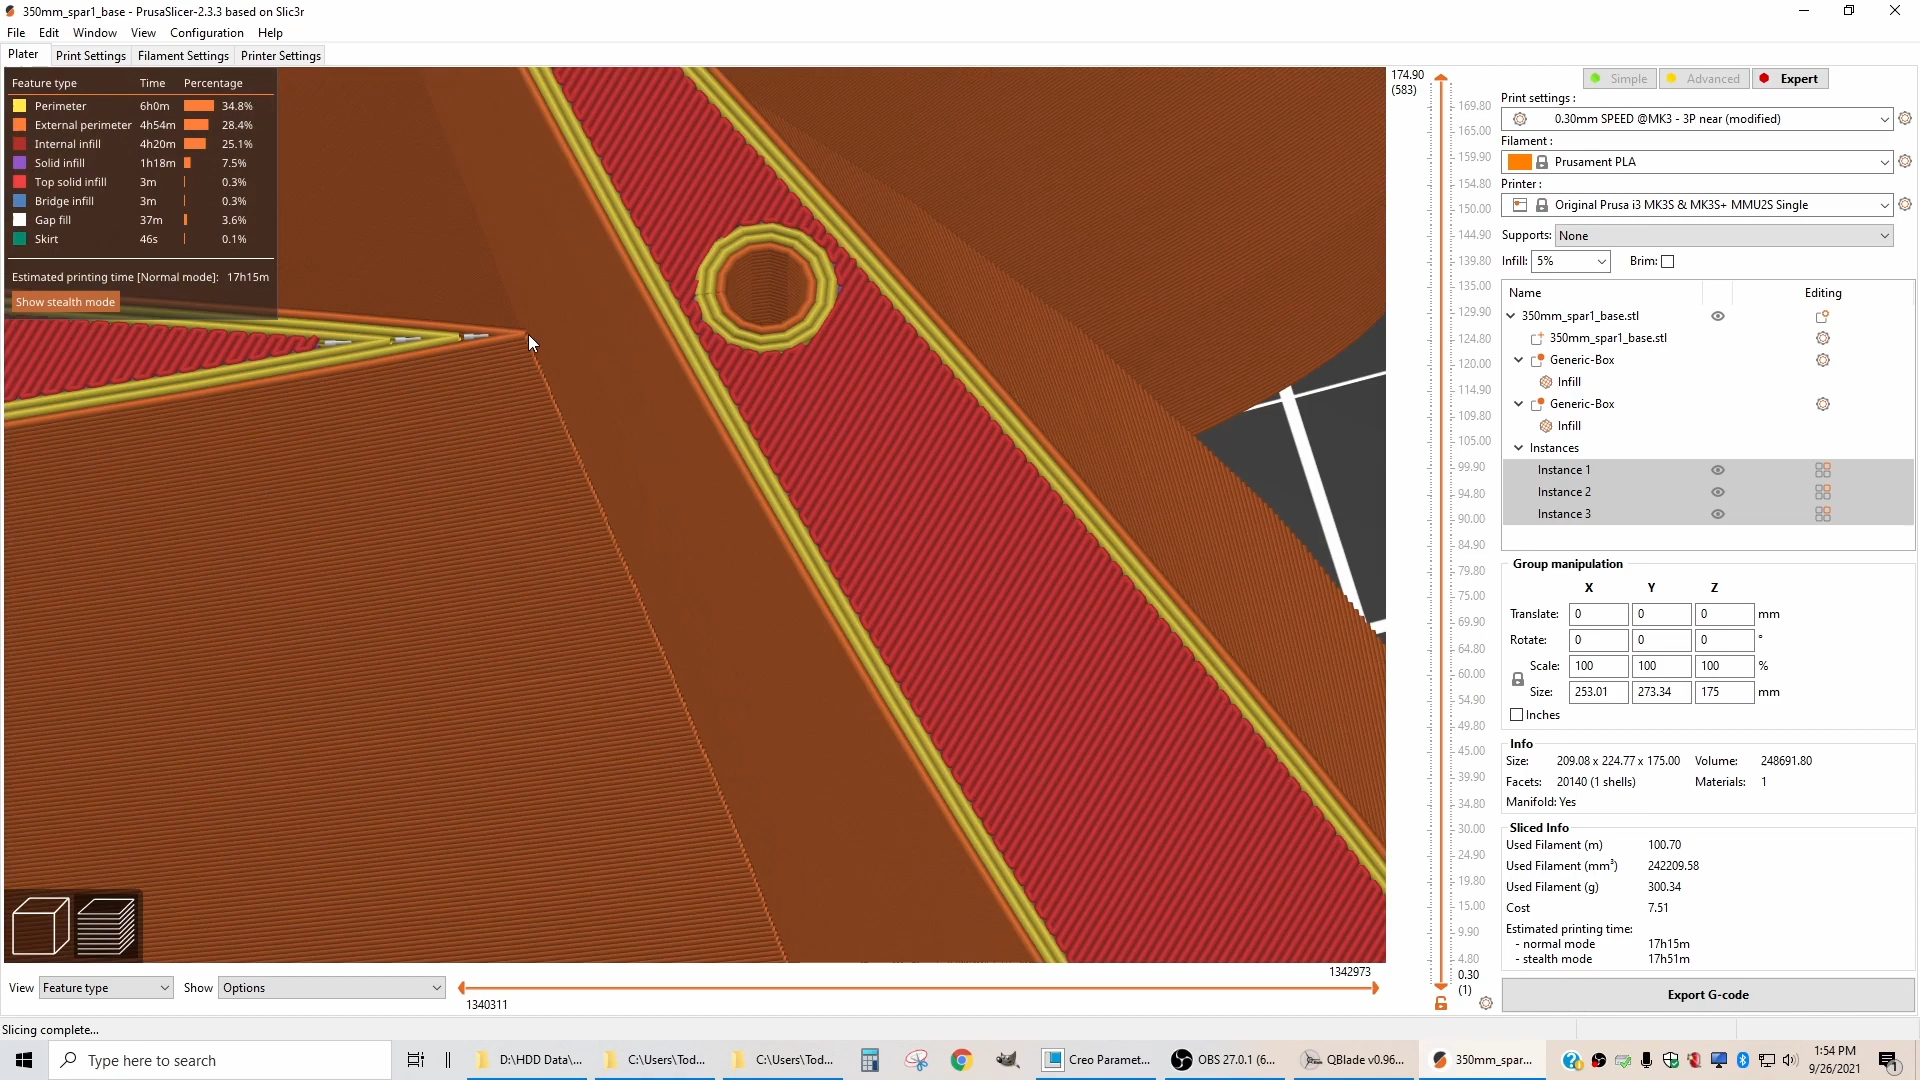 350mm_spar1_base - PrusaSlicer-2.3.3 based on Slic3r
File Edit Window View Configuration Help
Plater Print Settings Filament Settings Printer Settings
Feature type Time Percentage
Perimeter 6h0m 34.8%
External perimeter 4h54m 28.4%
Internal infill 4h20m 25.1%
Solid infill 1h18m 7.5%
Top solid infill 3m 0.3%
Bridge infill 3m 0.3%
Gap fill 37m 3.6%
Skirt 46s 0.1%
Estimated printing time [Normal mode]: 17h15m
Show stealth mode
174.90
(583)
169.80
165.00
159.90
154.80
150.00
144.90
139.80
135.00
129.90
124.80
120.00
114.90
109.80
105.00
99.90
94.80
90.00
84.90
79.80
75.00
69.90
64.80
60.00
54.90
49.80
45.00
39.90
34.80
30.00
24.90
19.80
15.00
9.90
4.80
0.30
(1)
Simple Advanced Expert
Print settings :
0.30mm SPEED @MK3 - 3P near (modified)
Filament :
Prusament PLA
Printer :
Original Prusa i3 MK3S & MK3S+ MMU2S Single
Supports: None
Infill: 5% Brim:
Name Editing
350mm_spar1_base.stl
350mm_spar1_base.stl
Generic-Box
Infill
Generic-Box
Infill
Instances
Instance 1
Instance 2
Instance 3
Group manipulation
X Y Z
Translate: 0 0 0 mm
Rotate: 0 0 0 °
Scale: 100 100 100 %
Size: 253.01 273.34 175 mm
Inches
Info
Size: 209.08 x 224.77 x 175.00 Volume: 248691.80
Facets: 20140 (1 shells) Materials: 1
Manifold: Yes
Sliced Info
Used Filament (m) 100.70
Used Filament (mm³) 242209.58
Used Filament (g) 300.34
Cost 7.51
Estimated printing time:
- normal mode 17h15m
- stealth mode 17h51m
Export G-code
View Feature type Show Options
1342973
1340311
Slicing complete...
Type here to search
D:\HDD Data\... C:\Users\Tod... C:\Users\Tod... Creo Paramet... OBS 27.0.1 (6... QBlade v0.96... 350mm_spar...
1:54 PM
9/26/2021
1